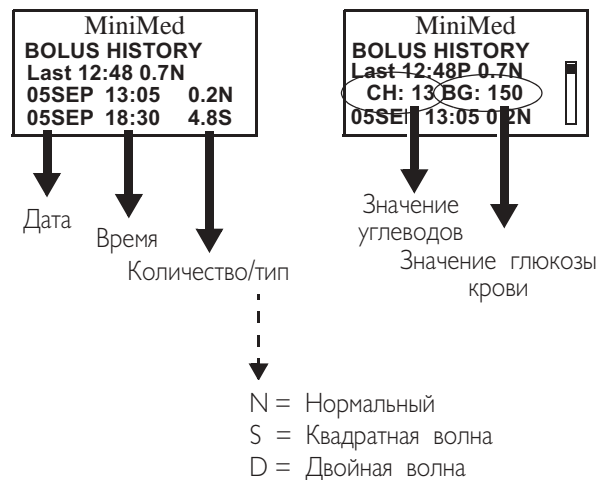 MiniMed
BOLUS HISTORY
Last 12:48 0.7N
05SEP 13:05 0.2N
05SEP 18:30 4.8S
Дата
Время
Количество/тип
MiniMed
BOLUS HISTORY
Last 12:48P 0.7N
CH: 13 BG: 150
13:05
Значение
углеводов
Значение глюкозы
крови
N = Нормальный
S = Квадратная волна
D = Двойная волна